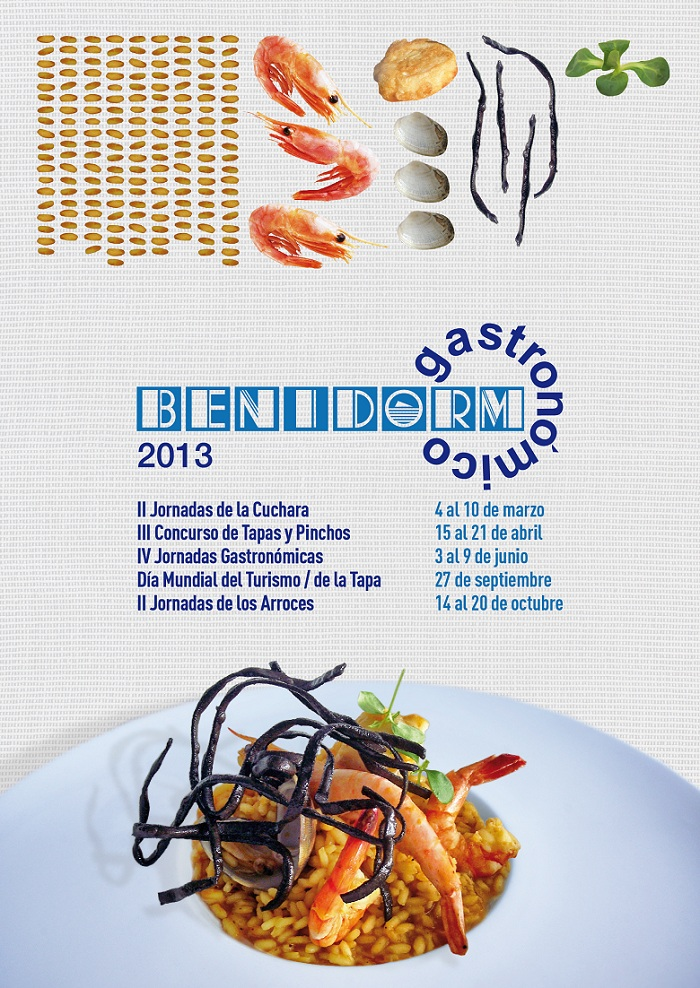 BENIDORM
gastronómico
2013
II Jornadas de la Cuchara 4 al 10 de marzo
III Concurso de Tapas y Pinchos 15 al 21 de abril
IV Jornadas Gastronómicas 3 al 9 de junio
Día Mundial del Turismo / de la Tapa 27 de septiembre
II Jornadas de los Arroces 14 al 20 de octubre